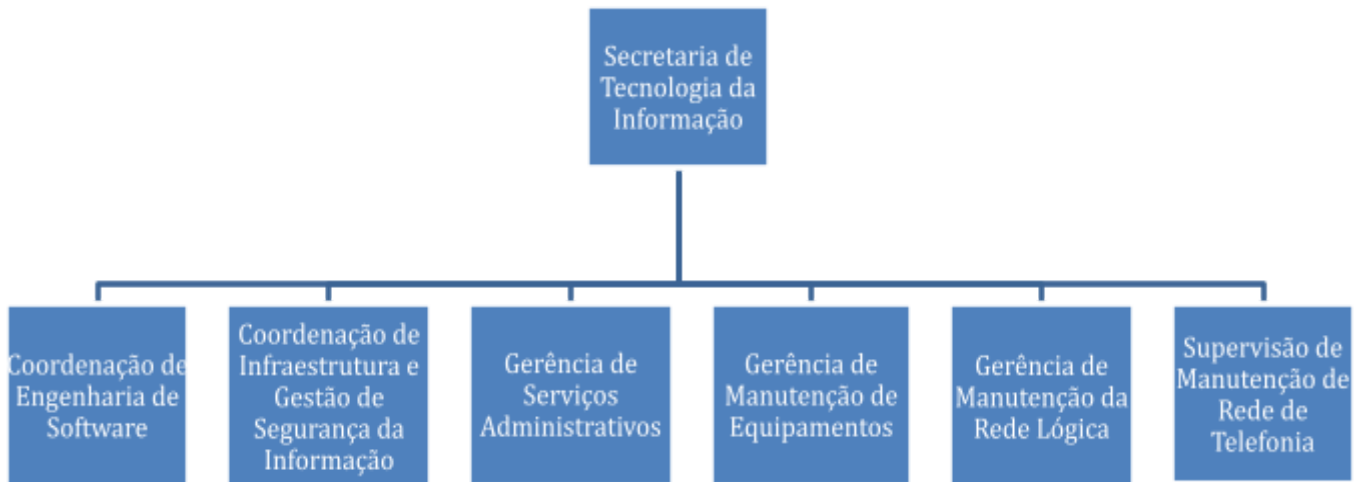 Secretaria de
Tecnologia da
Informação
Coordenação de
Engenharia de
Software
Coordenação de
Infraestrutura e
Gestão de
Segurança da
Informação
Gerência de
Serviços
Administrativos
Gerência de
Manutenção de
Equipamentos
Gerência de
Manutenção da
Rede Lógica
Supervisão de
Manutenção de
Rede de
Telefonia